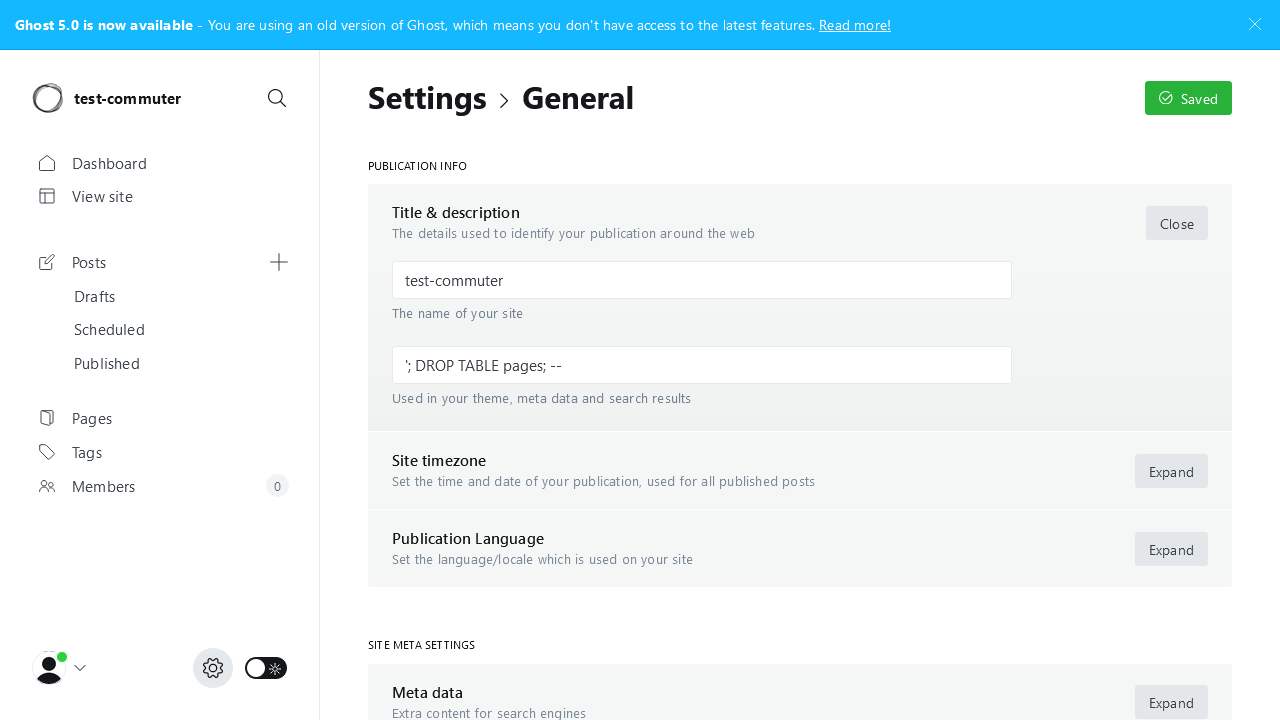 Ghost 5.0 is now available - You are using an old version of Ghost, which means you don't have access to the latest features. Read more!
test-commuter
Dashboard
View site
Posts
Drafts
Scheduled
Published
Pages
Tags
Members
0
Settings > General
Saved
PUBLICATION INFO
Title & description
The details used to identify your publication around the web
Close
test-commuter
The name of your site
'; DROP TABLE pages; --
Used in your theme, meta data and search results
Site timezone
Set the time and date of your publication, used for all published posts
Expand
Publication Language
Set the language/locale which is used on your site
Expand
SITE META SETTINGS
Meta data
Extra content for search engines
Expand